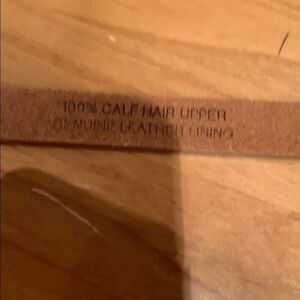 100% CALF HAIR UPPER
GENUINE LEATHER LINING